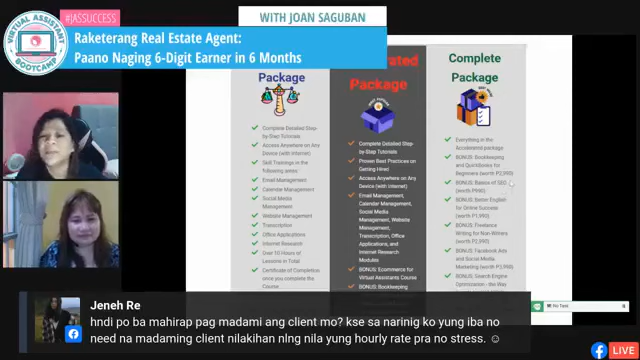 #JASSUCCESS
WITH JOAN SAGUBAN
VIRTUAL ASSISTANT
BOOTCAMP
Raketerang Real Estate Agent:
Paano Naging 6-Digit Earner in 6 Months
Package
Complete Detailed Step-
by-Step Tutorials
Access Anywhere on Any
Device (with Internet)
Skill Trainings in the
following series:
Email Management
Calendar Management
Social Media
Management
Website Management
Transcription
Office Applications
Internet Research
Over 10 Hours of
Lessons in Total
Certificate of Completion
once you complete the
Course
Package
Complete Detailed Step-
by-Step Tutorials
Proven Best Practices on
Getting Hired
Access Anywhere on Any
Device (with Internet)
Email Management,
Calendar Management,
Social Media
Management, Website
Management,
Transcription, Office
Applications, and
Internet Research
Modules
BONUS: Ecommerce for
Virtual Assistants Course
BONUS: Bookkeeping
Complete
Package
Everything in the
Accelerated package
BONUS: Bookkeeping
and QuickBooks for
Beginners (worth P2,990)
BONUS: Basics of SEO
(worth P990)
BONUS: Better English
for Online Success
(worth P1,990)
BONUS: Freelance
Writing for Non-Writers
(worth P2,990)
BONUS: Facebook Ads
and Social Media
Marketing (worth P3,990)
BONUS: Search Engine
Optimization - the Way
Jeneh Re
hndi po ba mahirap pag madami ang client mo? kse sa narinig ko yung iba no
need na madaming client nilakihan nlng nila yung hourly rate pra no stress. ☺
LIVE